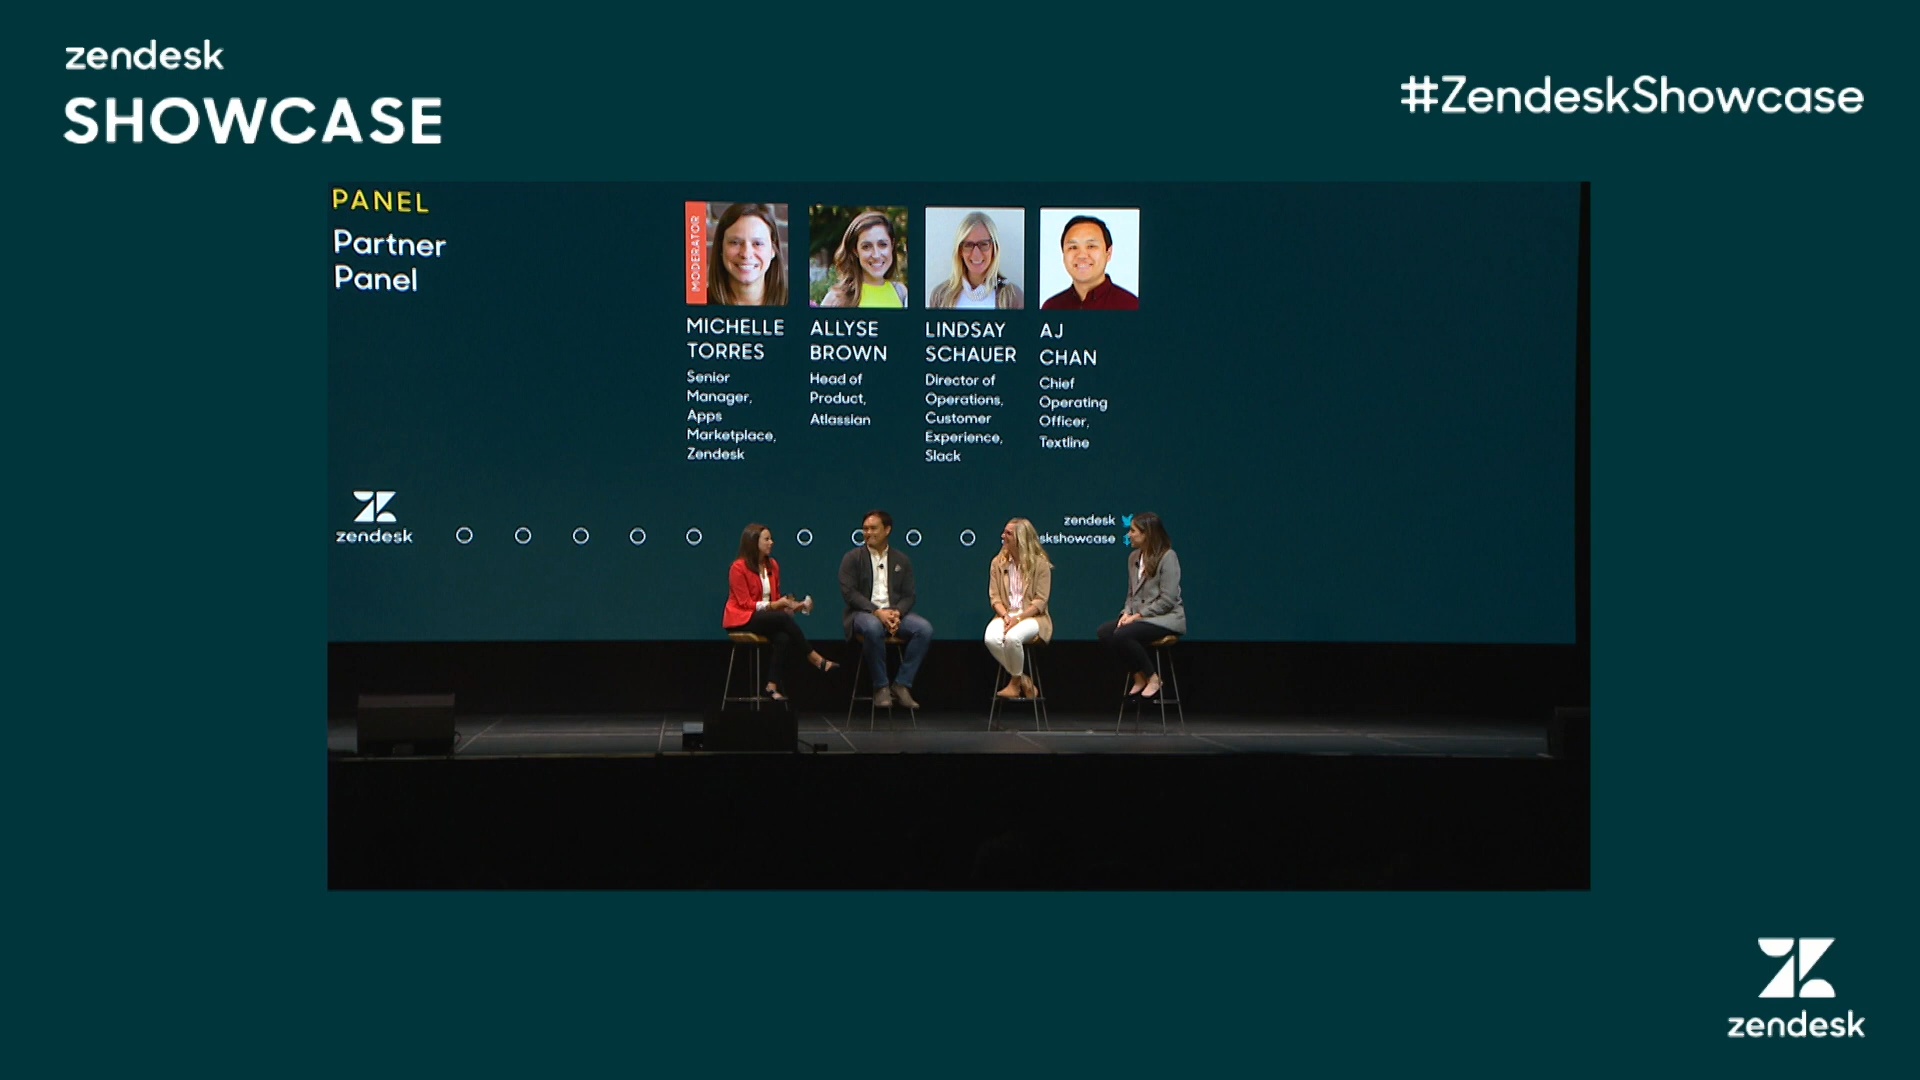 zendesk
SHOWCASE
#ZendeskShowcase
PANEL
Partner
Panel
MODERATOR
MICHELLE
TORRES
Senior
Manager,
Apps
Marketplace,
Zendesk
ALLYSE
BROWN
Head of
Product,
Atlassian
LINDSAY
SCHAUER
Director of
Operations,
Customer
Experience,
Slack
AJ
CHAN
Chief
Operating
Officer,
Textline
zendesk
zendesk
skshowcase
zendesk